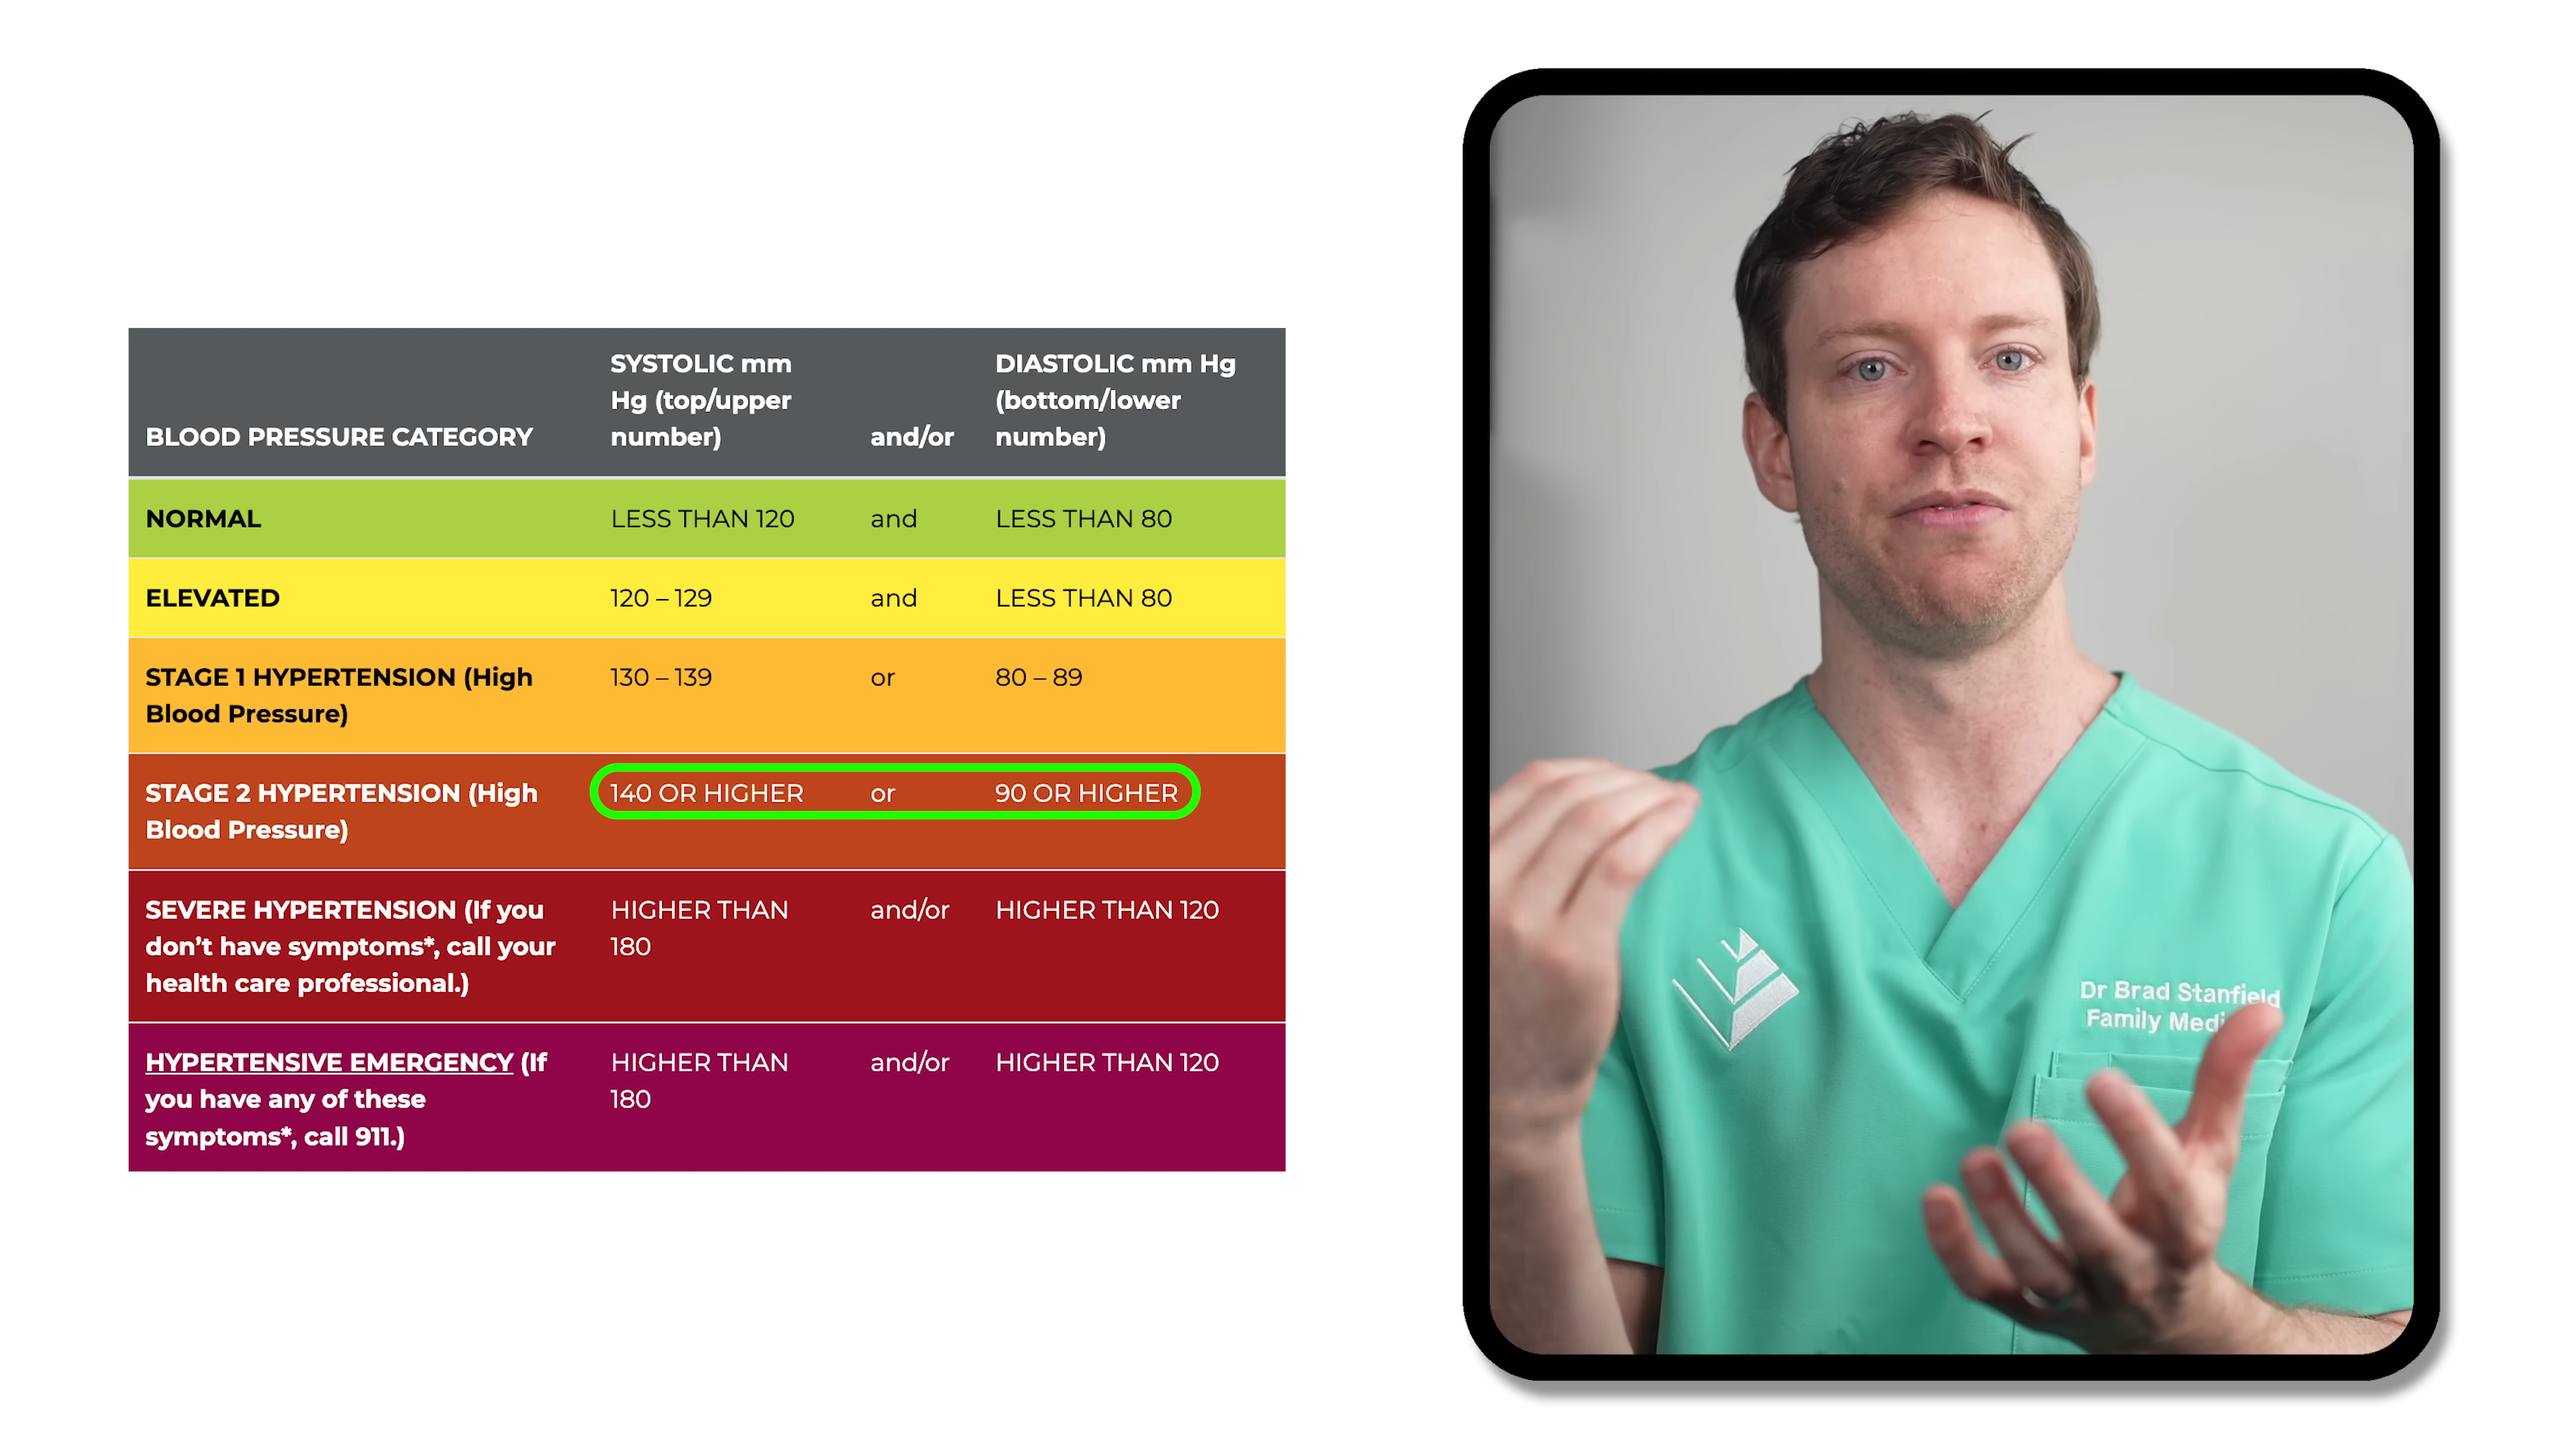 BLOOD PRESSURE CATEGORY
SYSTOLIC mm
Hg (top/upper
number)
and/or
DIASTOLIC mm Hg
(bottom/lower
number)
NORMAL
LESS THAN 120
and
LESS THAN 80
ELEVATED
120 – 129
and
LESS THAN 80
STAGE 1 HYPERTENSION (High
Blood Pressure)
130 – 139
or
80 – 89
STAGE 2 HYPERTENSION (High
Blood Pressure)
140 OR HIGHER
or
90 OR HIGHER
SEVERE HYPERTENSION (If you
don’t have symptoms*, call your
health care professional.)
HIGHER THAN
180
and/or
HIGHER THAN 120
HYPERTENSIVE EMERGENCY (If
you have any of these
symptoms*, call 911.)
HIGHER THAN
180
and/or
HIGHER THAN 120
Dr Brad Stanfield
Family Medi